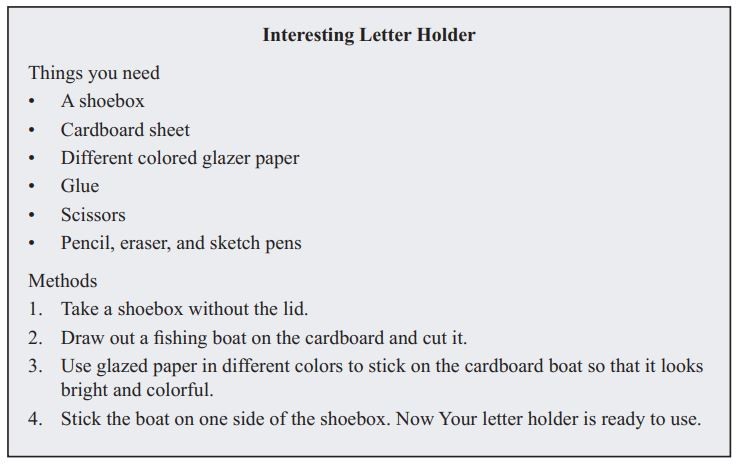 Interesting Letter Holder
Things you need
• A shoebox
• Cardboard sheet
• Different colored glazer paper
• Glue
• Scissors
• Pencil, eraser, and sketch pens
Methods
1. Take a shoebox without the lid.
2. Draw out a fishing boat on the cardboard and cut it.
3. Use glazed paper in different colors to stick on the cardboard boat so that it looks
bright and colorful.
4. Stick the boat on one side of the shoebox. Now Your letter holder is ready to use.